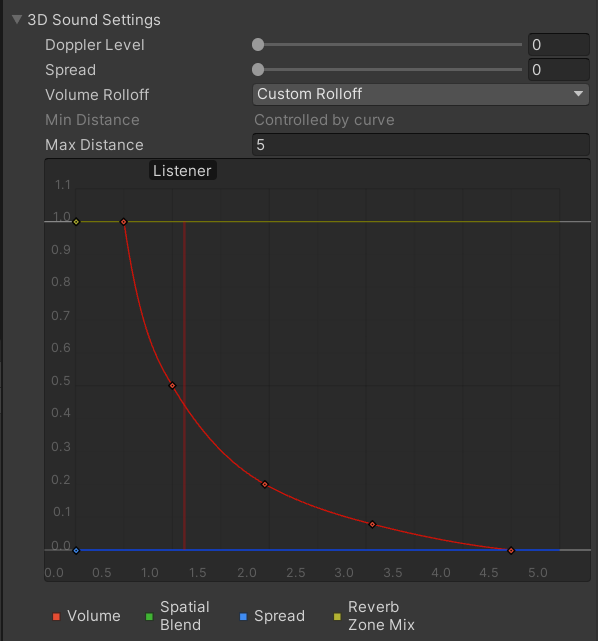 3D Sound Settings
Doppler Level 0
Spread 0
Volume Rolloff Custom Rolloff
Min Distance Controlled by curve
Max Distance 5
Listener
1.1
1.0
0.9
0.8
0.7
0.6
0.5
0.4
0.3
0.2
0.1
0.0
0.0 0.5 1.0 1.5 2.0 2.5 3.0 3.5 4.0 4.5 5.0
Volume Spatial Blend Spread Reverb Zone Mix